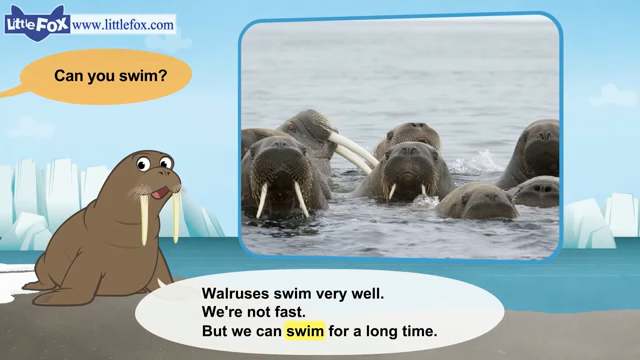 Little Fox www.littlefox.com
Can you swim?
Walruses swim very well.
We're not fast.
But we can swim for a long time.